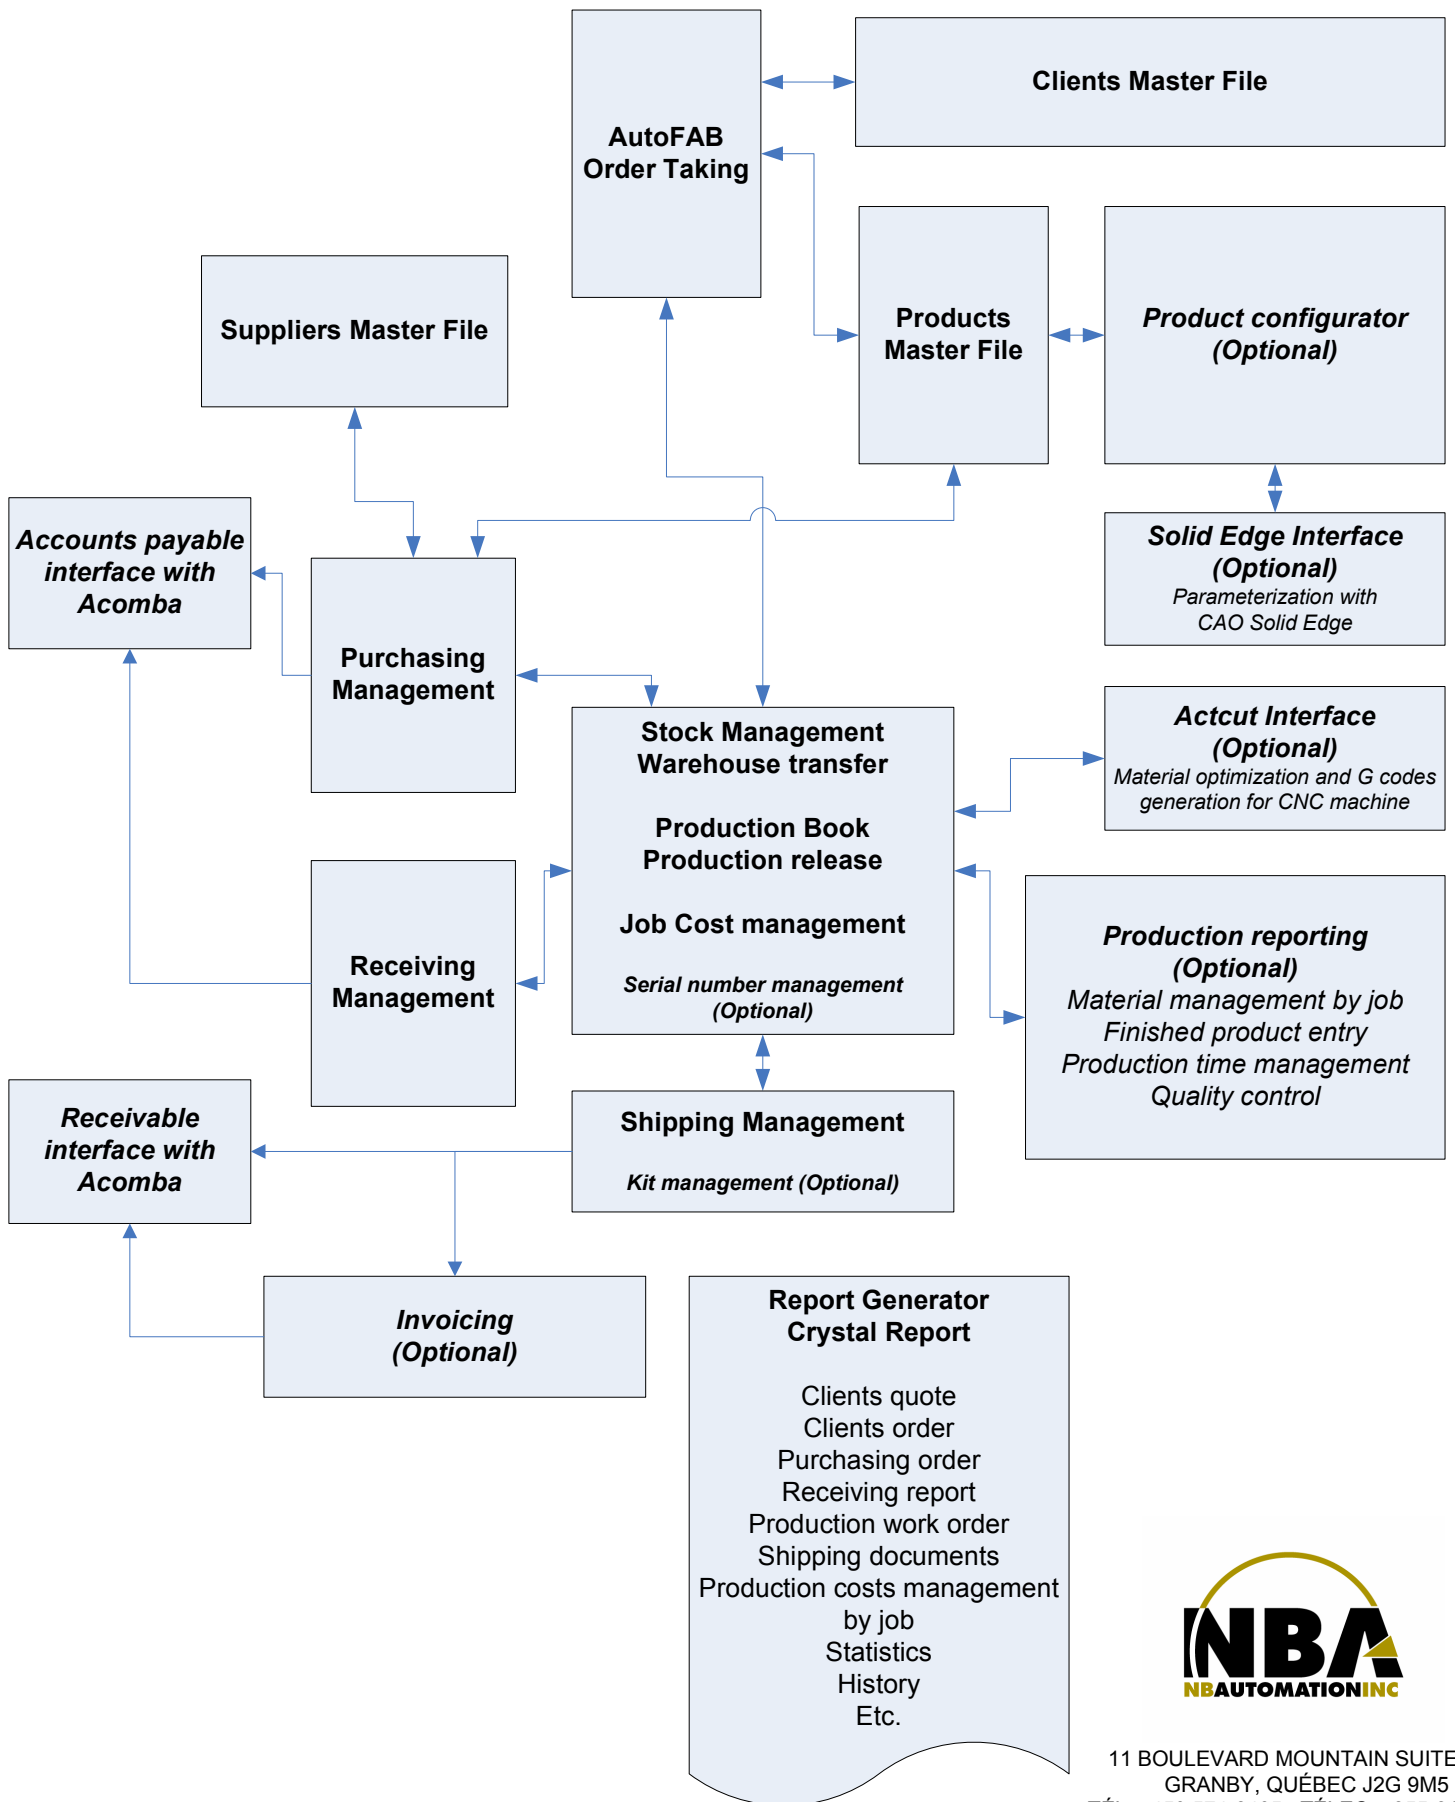 Clients Master File
AutoFAB
Order Taking
Suppliers Master File
Products
Master File
Product configurator
(Optional)
Accounts payable
interface with
Acomba
Solid Edge Interface
(Optional)
Parameterization with
CAO Solid Edge
Purchasing
Management
Stock Management
Warehouse transfer
Production Book
Production release
Job Cost management
Serial number management
(Optional)
Actcut Interface
(Optional)
Material optimization and G codes
generation for CNC machine
Receiving
Management
Production reporting
(Optional)
Material management by job
Finished product entry
Production time management
Quality control
Receivable
interface with
Acomba
Shipping Management
Kit management (Optional)
Invoicing
(Optional)
Report Generator
Crystal Report
Clients quote
Clients order
Purchasing order
Receiving report
Production work order
Shipping documents
Production costs management
by job
Statistics
History
Etc.
NBA
NBAUTOMATIONINC
11 BOULEVARD MOUNTAIN SUITE
GRANBY, QUÉBEC J2G 9M5